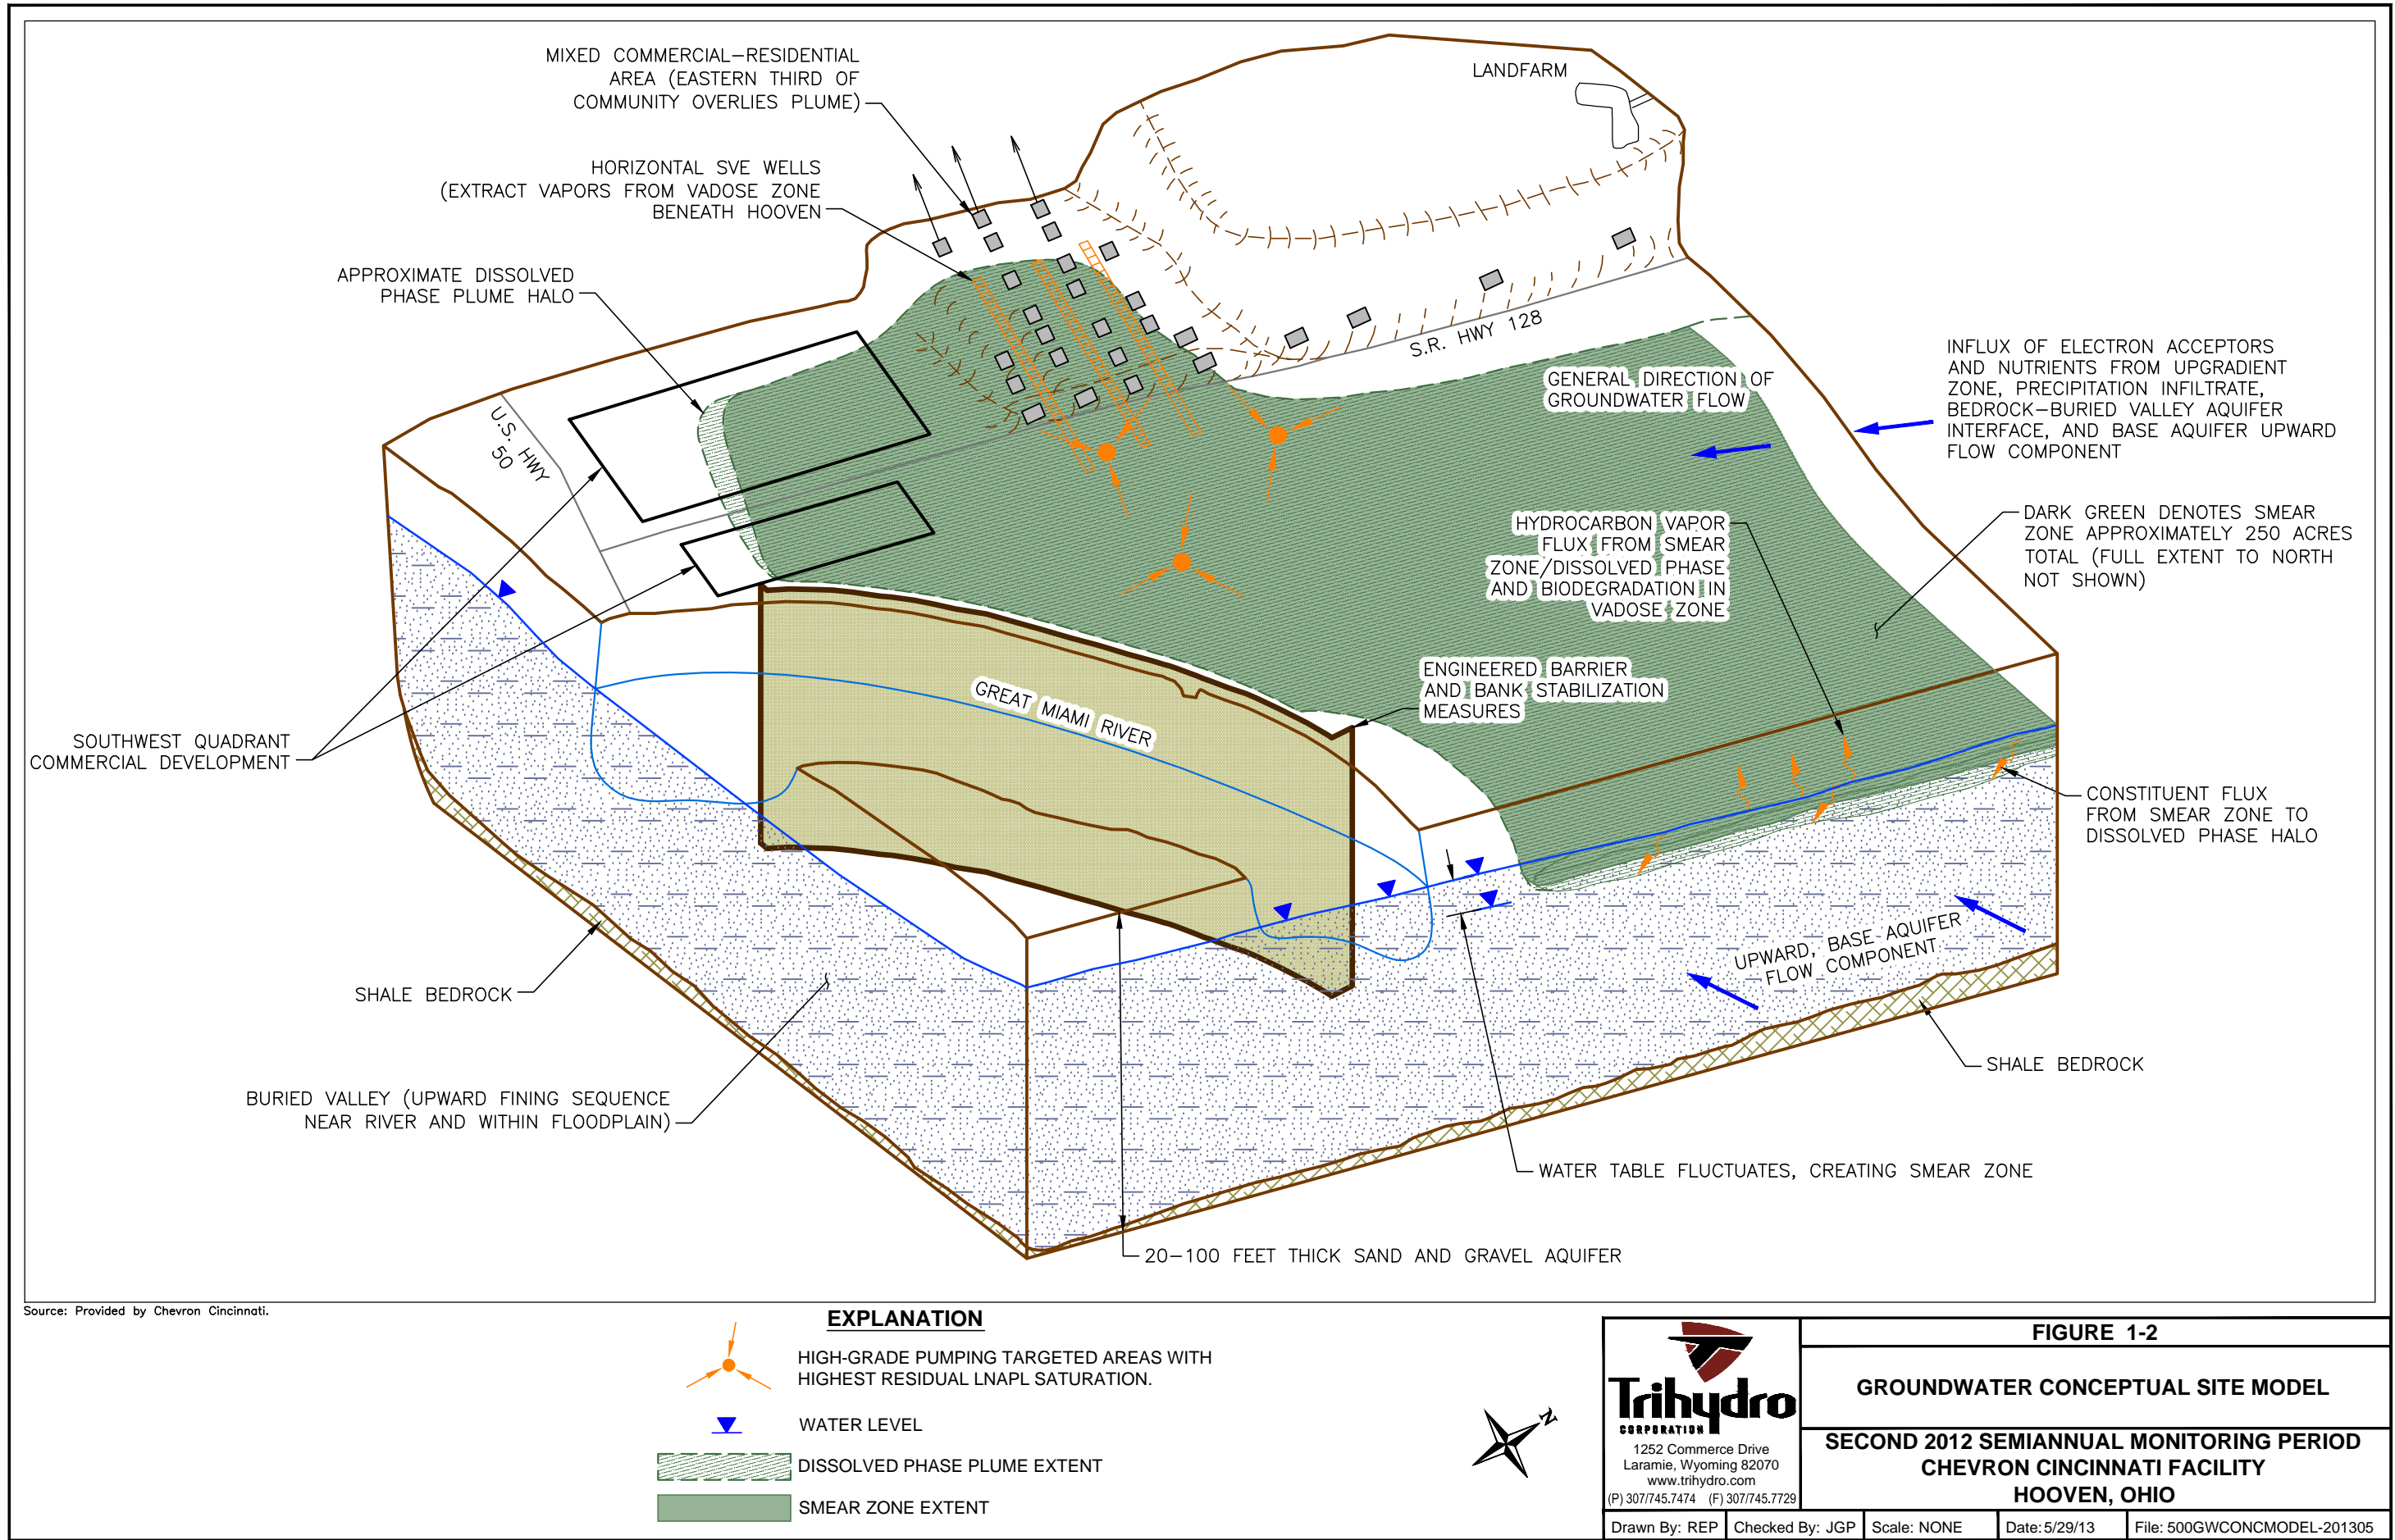 MIXED COMMERCIAL-RESIDENTIAL
AREA (EASTERN THIRD OF
COMMUNITY OVERLIES PLUME)
LANDFARM
HORIZONTAL SVE WELLS
(EXTRACT VAPORS FROM VADOSE ZONE
BENEATH HOOVEN
APPROXIMATE DISSOLVED
PHASE PLUME HALO
S.R. HWY 128
U.S. HWY
50
GENERAL DIRECTION OF
GROUNDWATER FLOW
INFLUX OF ELECTRON ACCEPTORS
AND NUTRIENTS FROM UPGRADIENT
ZONE, PRECIPITATION INFILTRATE,
BEDROCK-BURIED VALLEY AQUIFER
INTERFACE, AND BASE AQUIFER UPWARD
FLOW COMPONENT
HYDROCARBON VAPOR
FLUX FROM SMEAR
ZONE/DISSOLVED PHASE
AND BIODEGRADATION IN
VADOSE ZONE
DARK GREEN DENOTES SMEAR
ZONE APPROXIMATELY 250 ACRES
TOTAL (FULL EXTENT TO NORTH
NOT SHOWN)
ENGINEERED BARRIER
AND BANK STABILIZATION
MEASURES
GREAT MIAMI RIVER
SOUTHWEST QUADRANT
COMMERCIAL DEVELOPMENT
CONSTITUENT FLUX
FROM SMEAR ZONE TO
DISSOLVED PHASE HALO
UPWARD, BASE AQUIFER
FLOW COMPONENT
SHALE BEDROCK
SHALE BEDROCK
BURIED VALLEY (UPWARD FINING SEQUENCE
NEAR RIVER AND WITHIN FLOODPLAIN)
WATER TABLE FLUCTUATES, CREATING SMEAR ZONE
20-100 FEET THICK SAND AND GRAVEL AQUIFER
Source: Provided by Chevron Cincinnati.
EXPLANATION
HIGH-GRADE PUMPING TARGETED AREAS WITH
HIGHEST RESIDUAL LNAPL SATURATION.
WATER LEVEL
DISSOLVED PHASE PLUME EXTENT
SMEAR ZONE EXTENT
N
Trihydro
CORPORATION
1252 Commerce Drive
Laramie, Wyoming 82070
www.trihydro.com
(P) 307/745.7474 (F) 307/745.7729
FIGURE 1-2
GROUNDWATER CONCEPTUAL SITE MODEL
SECOND 2012 SEMIANNUAL MONITORING PERIOD
CHEVRON CINCINNATI FACILITY
HOOVEN, OHIO
Drawn By: REP Checked By: JGP Scale: NONE Date: 5/29/13 File: 500GWCONCMODEL-201305